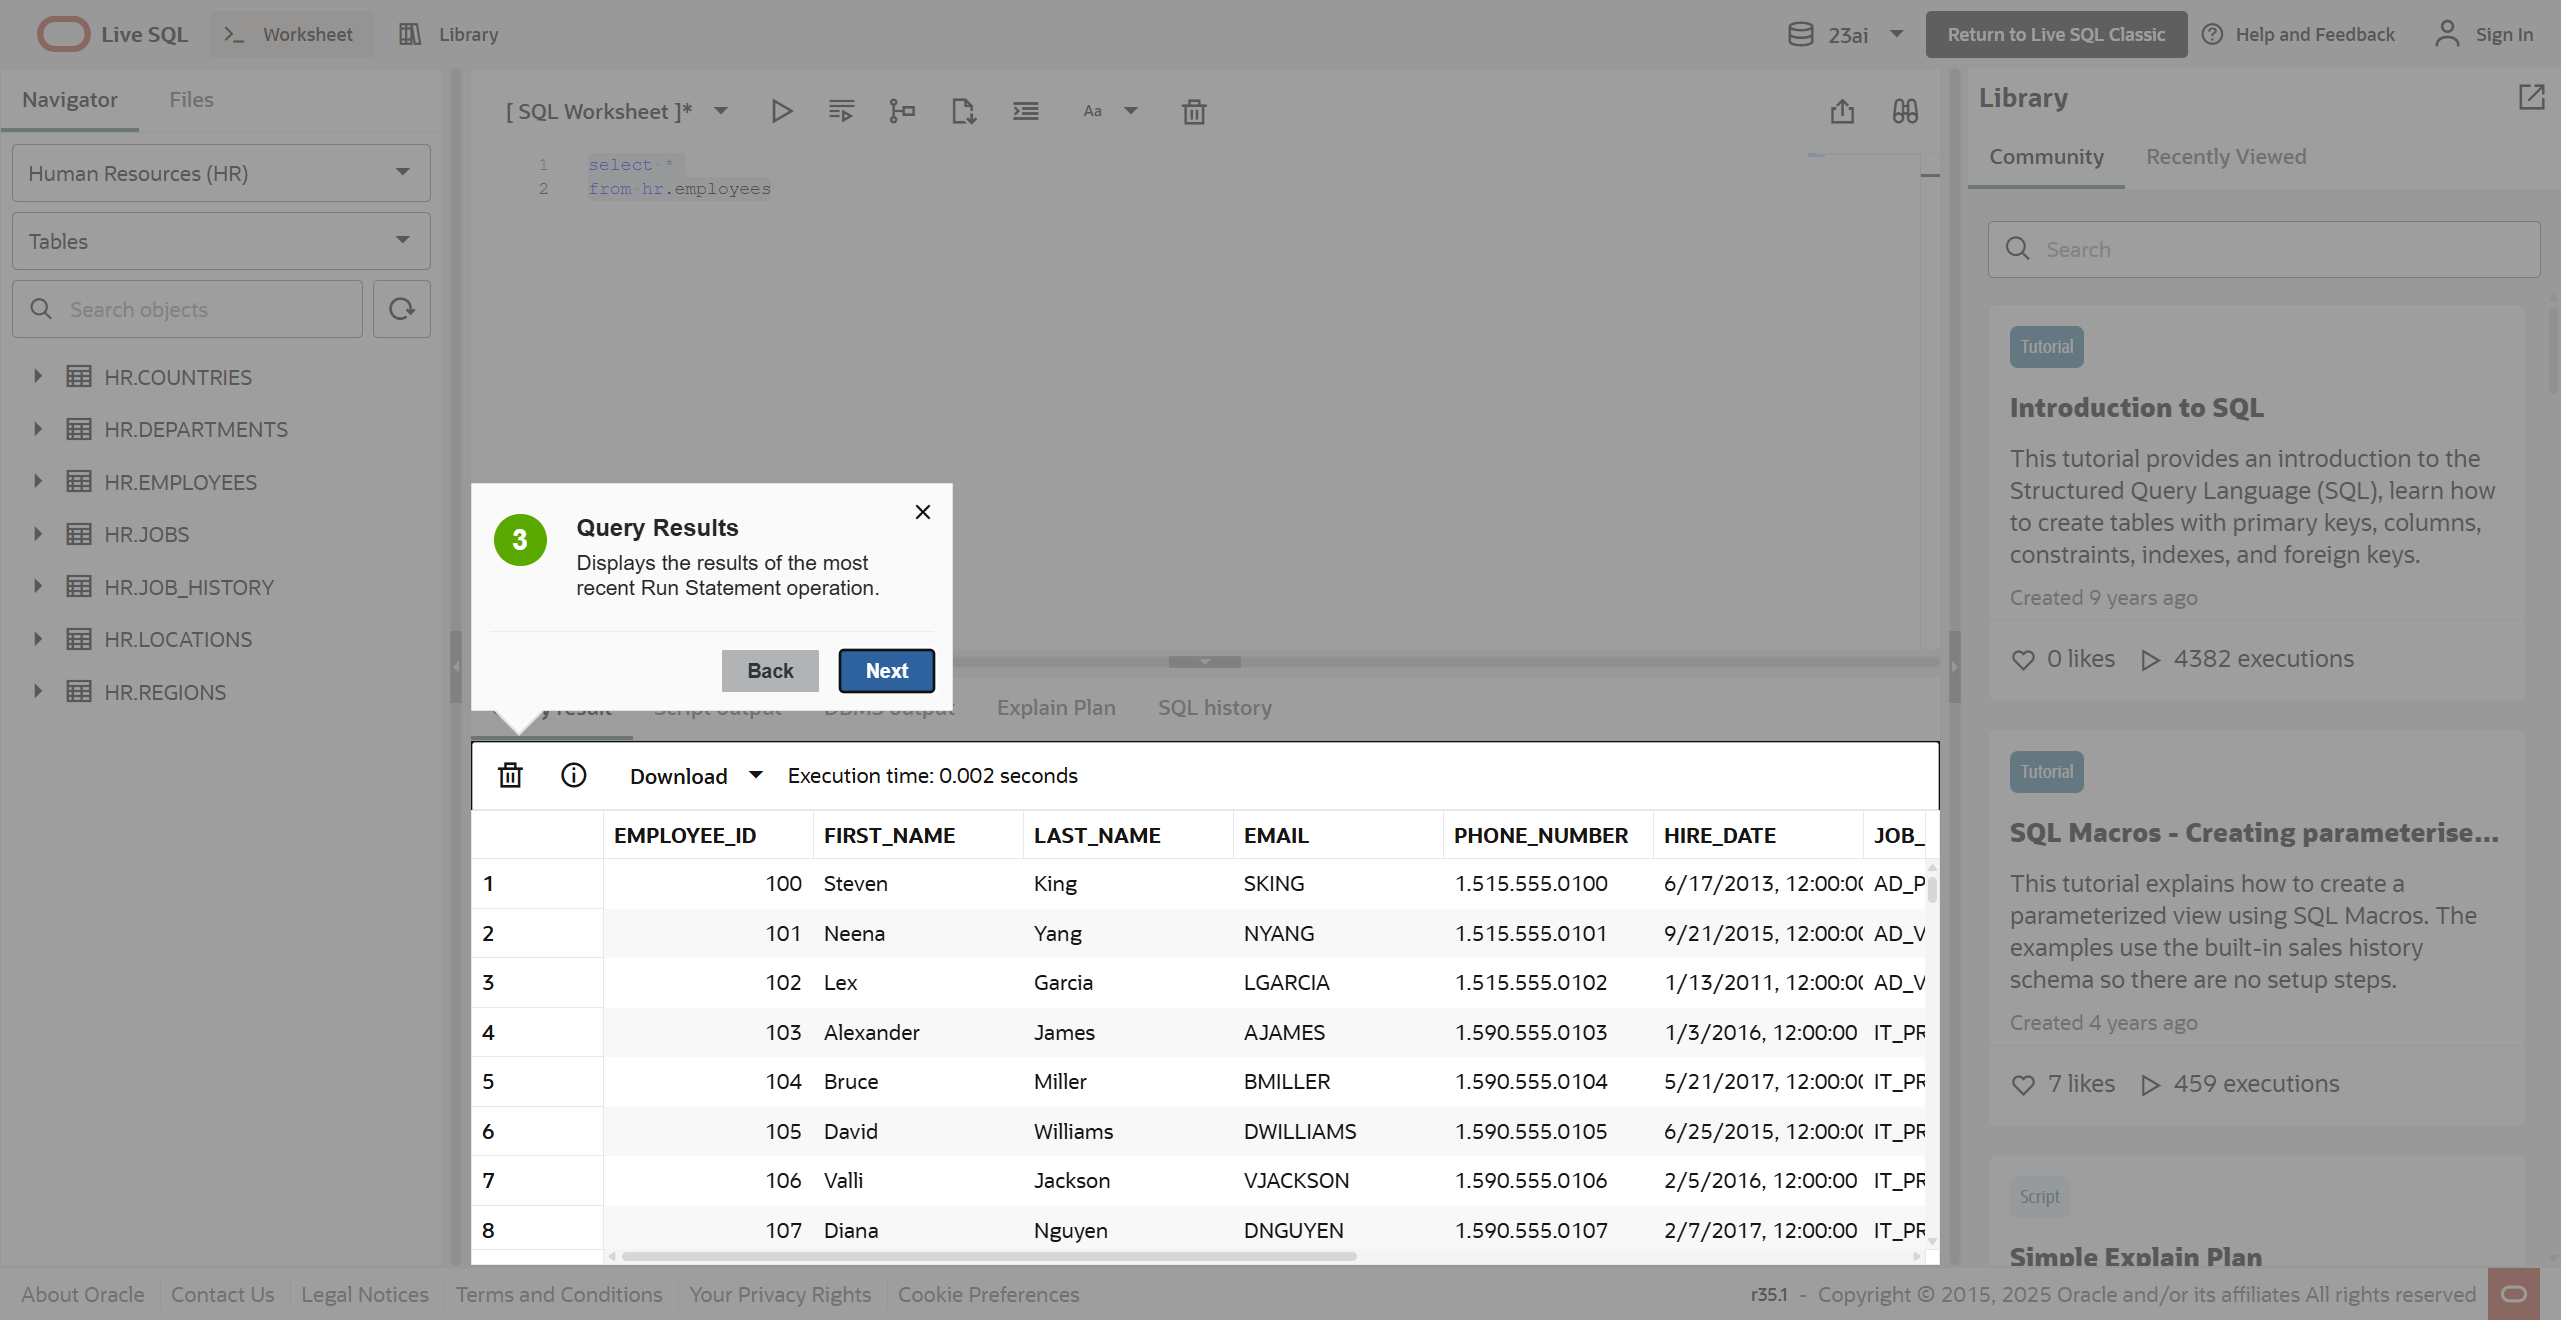 Live SQL
Worksheet
Library
23ai
Return to Live SQL Classic
Help and Feedback
Sign In
Navigator
Files
Human Resources (HR)
Tables
Search objects
HR.COUNTRIES
HR.DEPARTMENTS
HR.EMPLOYEES
HR.JOBS
HR.JOB_HISTORY
HR.LOCATIONS
HR.REGIONS
[ SQL Worksheet ]*
Aa
1 select *
2 from hr.employees
3
Query Results
Displays the results of the most
recent Run Statement operation.
Back
Next
Explain Plan
SQL history
Download
Execution time: 0.002 seconds
EMPLOYEE_ID FIRST_NAME LAST_NAME EMAIL PHONE_NUMBER HIRE_DATE JOB_
1 100 Steven King SKING 1.515.555.0100 6/17/2013, 12:00:00 AD_P
2 101 Neena Yang NYANG 1.515.555.0101 9/21/2015, 12:00:00 AD_V
3 102 Lex Garcia LGARCIA 1.515.555.0102 1/13/2011, 12:00:00 AD_V
4 103 Alexander James AJAMES 1.590.555.0103 1/3/2016, 12:00:00 IT_PR
5 104 Bruce Miller BMILLER 1.590.555.0104 5/21/2017, 12:00:00 IT_PR
6 105 David Williams DWILLIAMS 1.590.555.0105 6/25/2015, 12:00:00 IT_PR
7 106 Valli Jackson VJACKSON 1.590.555.0106 2/5/2016, 12:00:00 IT_PR
8 107 Diana Nguyen DNGUYEN 1.590.555.0107 2/7/2017, 12:00:00 IT_PR
Library
Community
Recently Viewed
Search
Tutorial
Introduction to SQL
This tutorial provides an introduction to the
Structured Query Language (SQL), learn how
to create tables with primary keys, columns,
constraints, indexes, and foreign keys.
Created 9 years ago
0 likes
4382 executions
Tutorial
SQL Macros - Creating parameterise...
This tutorial explains how to create a
parameterized view using SQL Macros. The
examples use the built-in sales history
schema so there are no setup steps.
Created 4 years ago
7 likes
459 executions
Script
Simple Explain Plan
About Oracle
Contact Us
Legal Notices
Terms and Conditions
Your Privacy Rights
Cookie Preferences
r35.1 - Copyright © 2015, 2025 Oracle and/or its affiliates All rights reserved